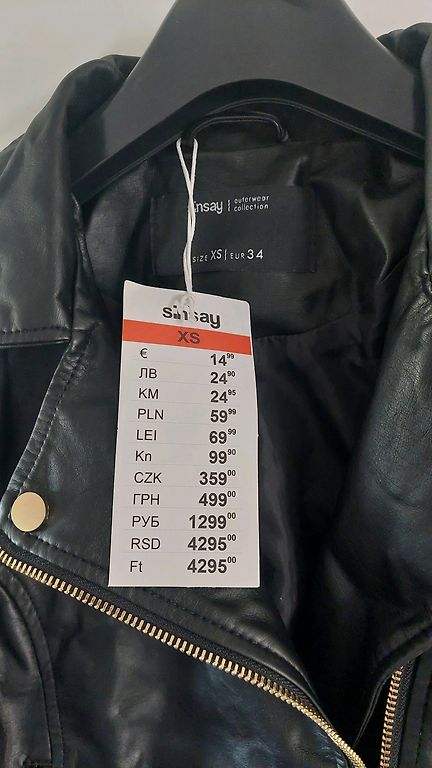 sinsay | outerwear
collection
SIZE XS | EUR 34
sinsay
XS
€ 14⁹⁹
ЛВ 24⁹⁰
KM 24⁹⁵
PLN 59⁹⁹
LEI 69⁹⁹
Kn 99⁹⁰
CZK 359⁰⁰
ГРН 499⁰⁰
РУБ 1299⁰⁰
RSD 4295⁰⁰
Ft 4295⁰⁰